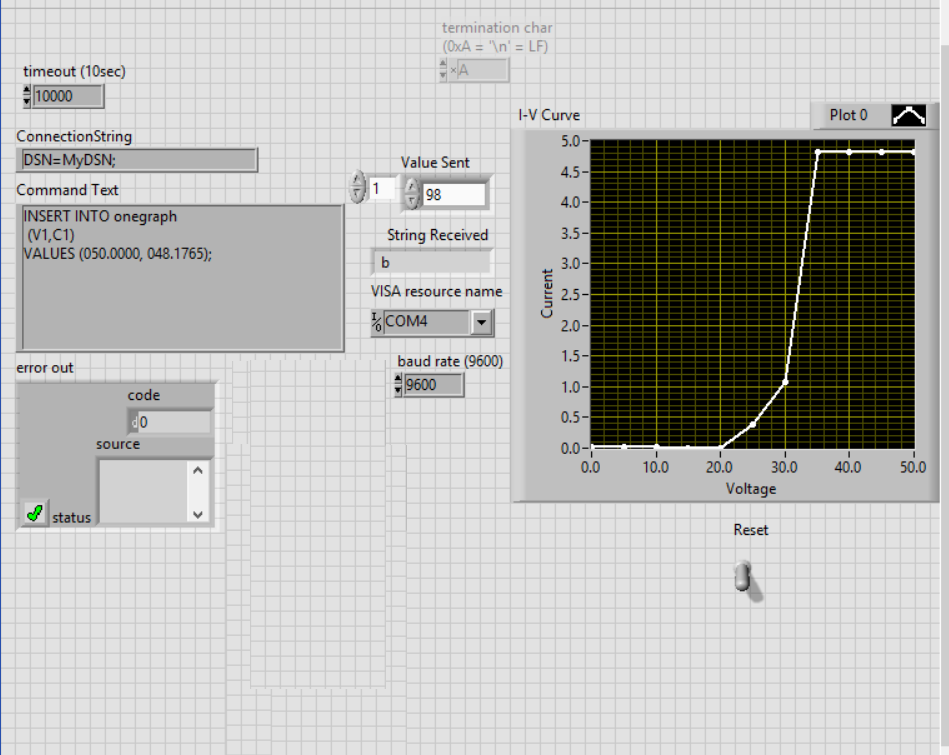 termination char
(0xA = '\n' = LF)
×A
timeout (10sec)
10000
ConnectionString
DSN=MyDSN;
Command Text
INSERT INTO onegraph
(V1,C1)
VALUES (050.0000, 048.1765);
Value Sent
1
98
String Received
b
VISA resource name
I/0
COM4
baud rate (9600)
9600
error out
code
d0
source
status
I-V Curve
Plot 0
5.0
4.5
4.0
3.5
3.0
2.5
2.0
1.5
1.0
0.5
0.0
Current
0.0 10.0 20.0 30.0 40.0 50.0
Voltage
Reset